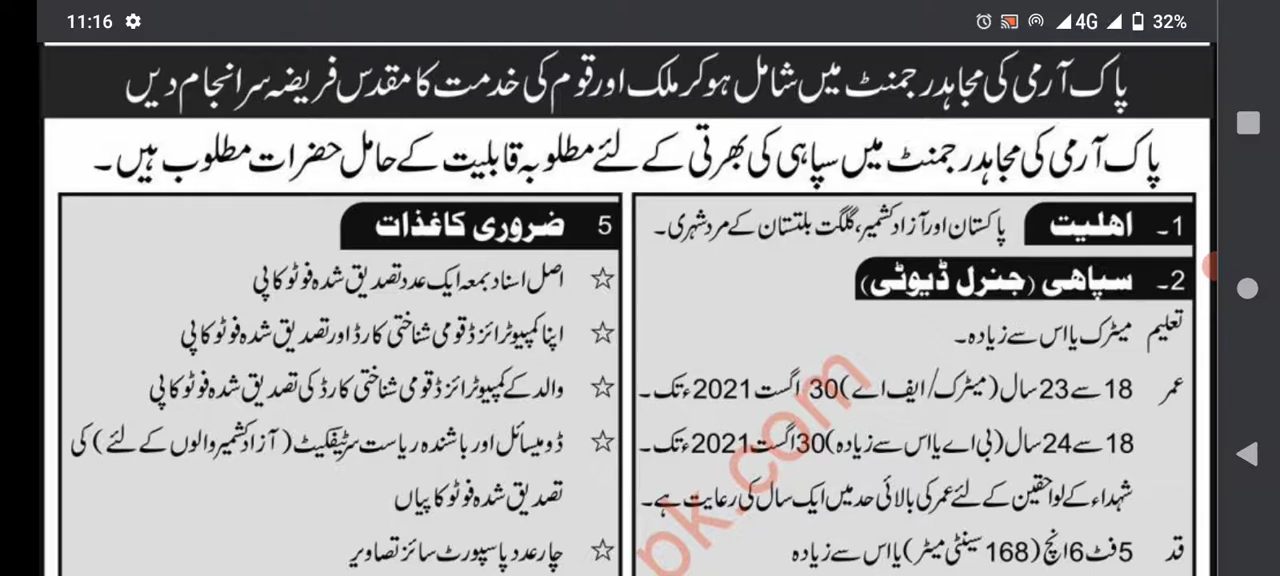 11:16
4G 32%
پاک آرمی کی مجاہد رجمنٹ میں شامل ہو کر ملک اور قوم کی خدمت کا مقدس فریضہ سرانجام دیں
پاک آرمی کی مجاہد رجمنٹ میں سپاہی کی بھرتی کے لئے مطلوبہ قابلیت کے حامل حضرات مطلوب ہیں۔
1۔ اہلیت پاکستان اور آزاد کشمیر، گلگت بلتستان کے مرد شہری۔
2۔ سپاہی (جنرل ڈیوٹی)
تعلیم میٹرک یا اس سے زیادہ۔
عمر 18 سے 23 سال (میٹرک/ایف اے) 30 اگست 2021ء تک۔
18 سے 24 سال (بی اے یا اس سے زیادہ) 30 اگست 2021ء تک۔
شہداء کے لواحقین کے لئے عمر کی بالائی حد میں ایک سال کی رعایت ہے۔
قد 5 فٹ 6 انچ (168 سینٹی میٹر) یا اس سے زیادہ
5 ضروری کاغذات
☆ اصل اسناد بمعہ ایک عدد تصدیق شدہ فوٹو کاپی
☆ اپنا کمپیوٹرائزڈ قومی شناختی کارڈ اور تصدیق شدہ فوٹو کاپی
☆ والد کے کمپیوٹرائزڈ قومی شناختی کارڈ کی تصدیق شدہ فوٹو کاپی
☆ ڈومیسائل اور باشندہ ریاست سرٹیفکیٹ (آزاد کشمیر والوں کے لئے) کی
تصدیق شدہ فوٹو کاپیاں
☆ چار عدد پاسپورٹ سائز تصاویر
pk.com